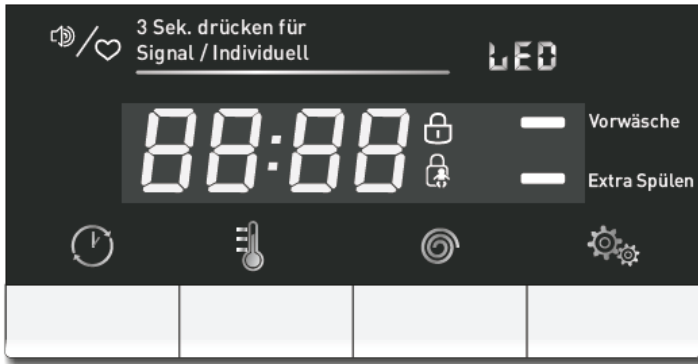 3 Sek. drücken für
Signal / Individuell
LED
88:88
Vorwäsche
Extra Spülen